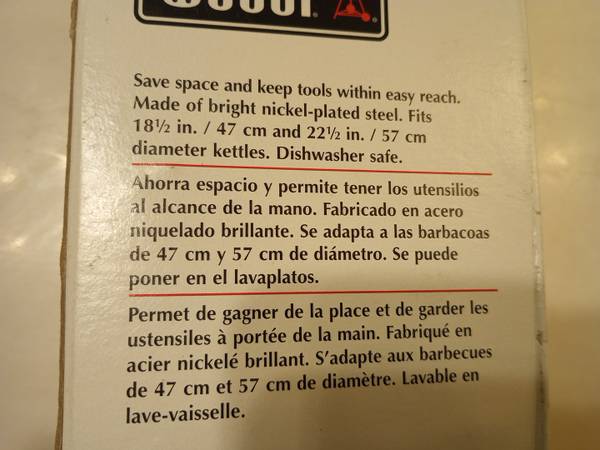 Save space and keep tools within easy reach.
Made of bright nickel-plated steel. Fits
18½ in. / 47 cm and 22½ in. / 57 cm
diameter kettles. Dishwasher safe.
Ahorra espacio y permite tener los utensilios
al alcance de la mano. Fabricado en acero
niquelado brillante. Se adapta a las barbacoas
de 47 cm y 57 cm de diámetro. Se puede
poner en el lavaplatos.
Permet de gagner de la place et de garder les
ustensiles à portée de la main. Fabriqué en
acier nickelé brillant. S'adapte aux barbecues
de 47 cm et 57 cm de diamètre. Lavable en
lave-vaisselle.